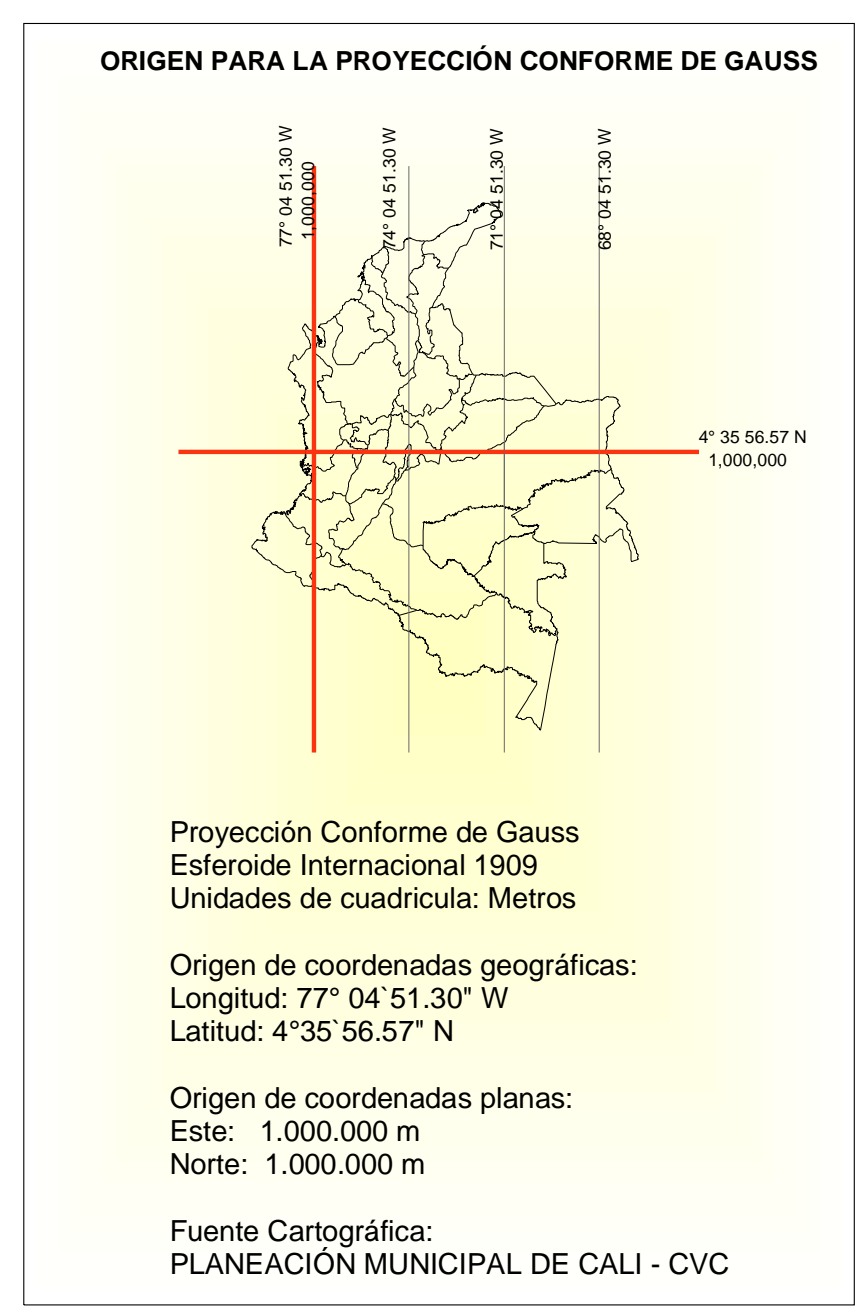 ORIGEN PARA LA PROYECCIÓN CONFORME DE GAUSS
77° 04 51.30 W
1,000,000
74° 04 51.30 W
71° 04 51.30 W
68° 04 51.30 W
4° 35 56.57 N
1,000,000
Proyección Conforme de Gauss
Esferoide Internacional 1909
Unidades de cuadricula: Metros
Origen de coordenadas geográficas:
Longitud: 77° 04`51.30" W
Latitud: 4°35`56.57" N
Origen de coordenadas planas:
Este: 1.000.000 m
Norte: 1.000.000 m
Fuente Cartográfica:
PLANEACIÓN MUNICIPAL DE CALI - CVC